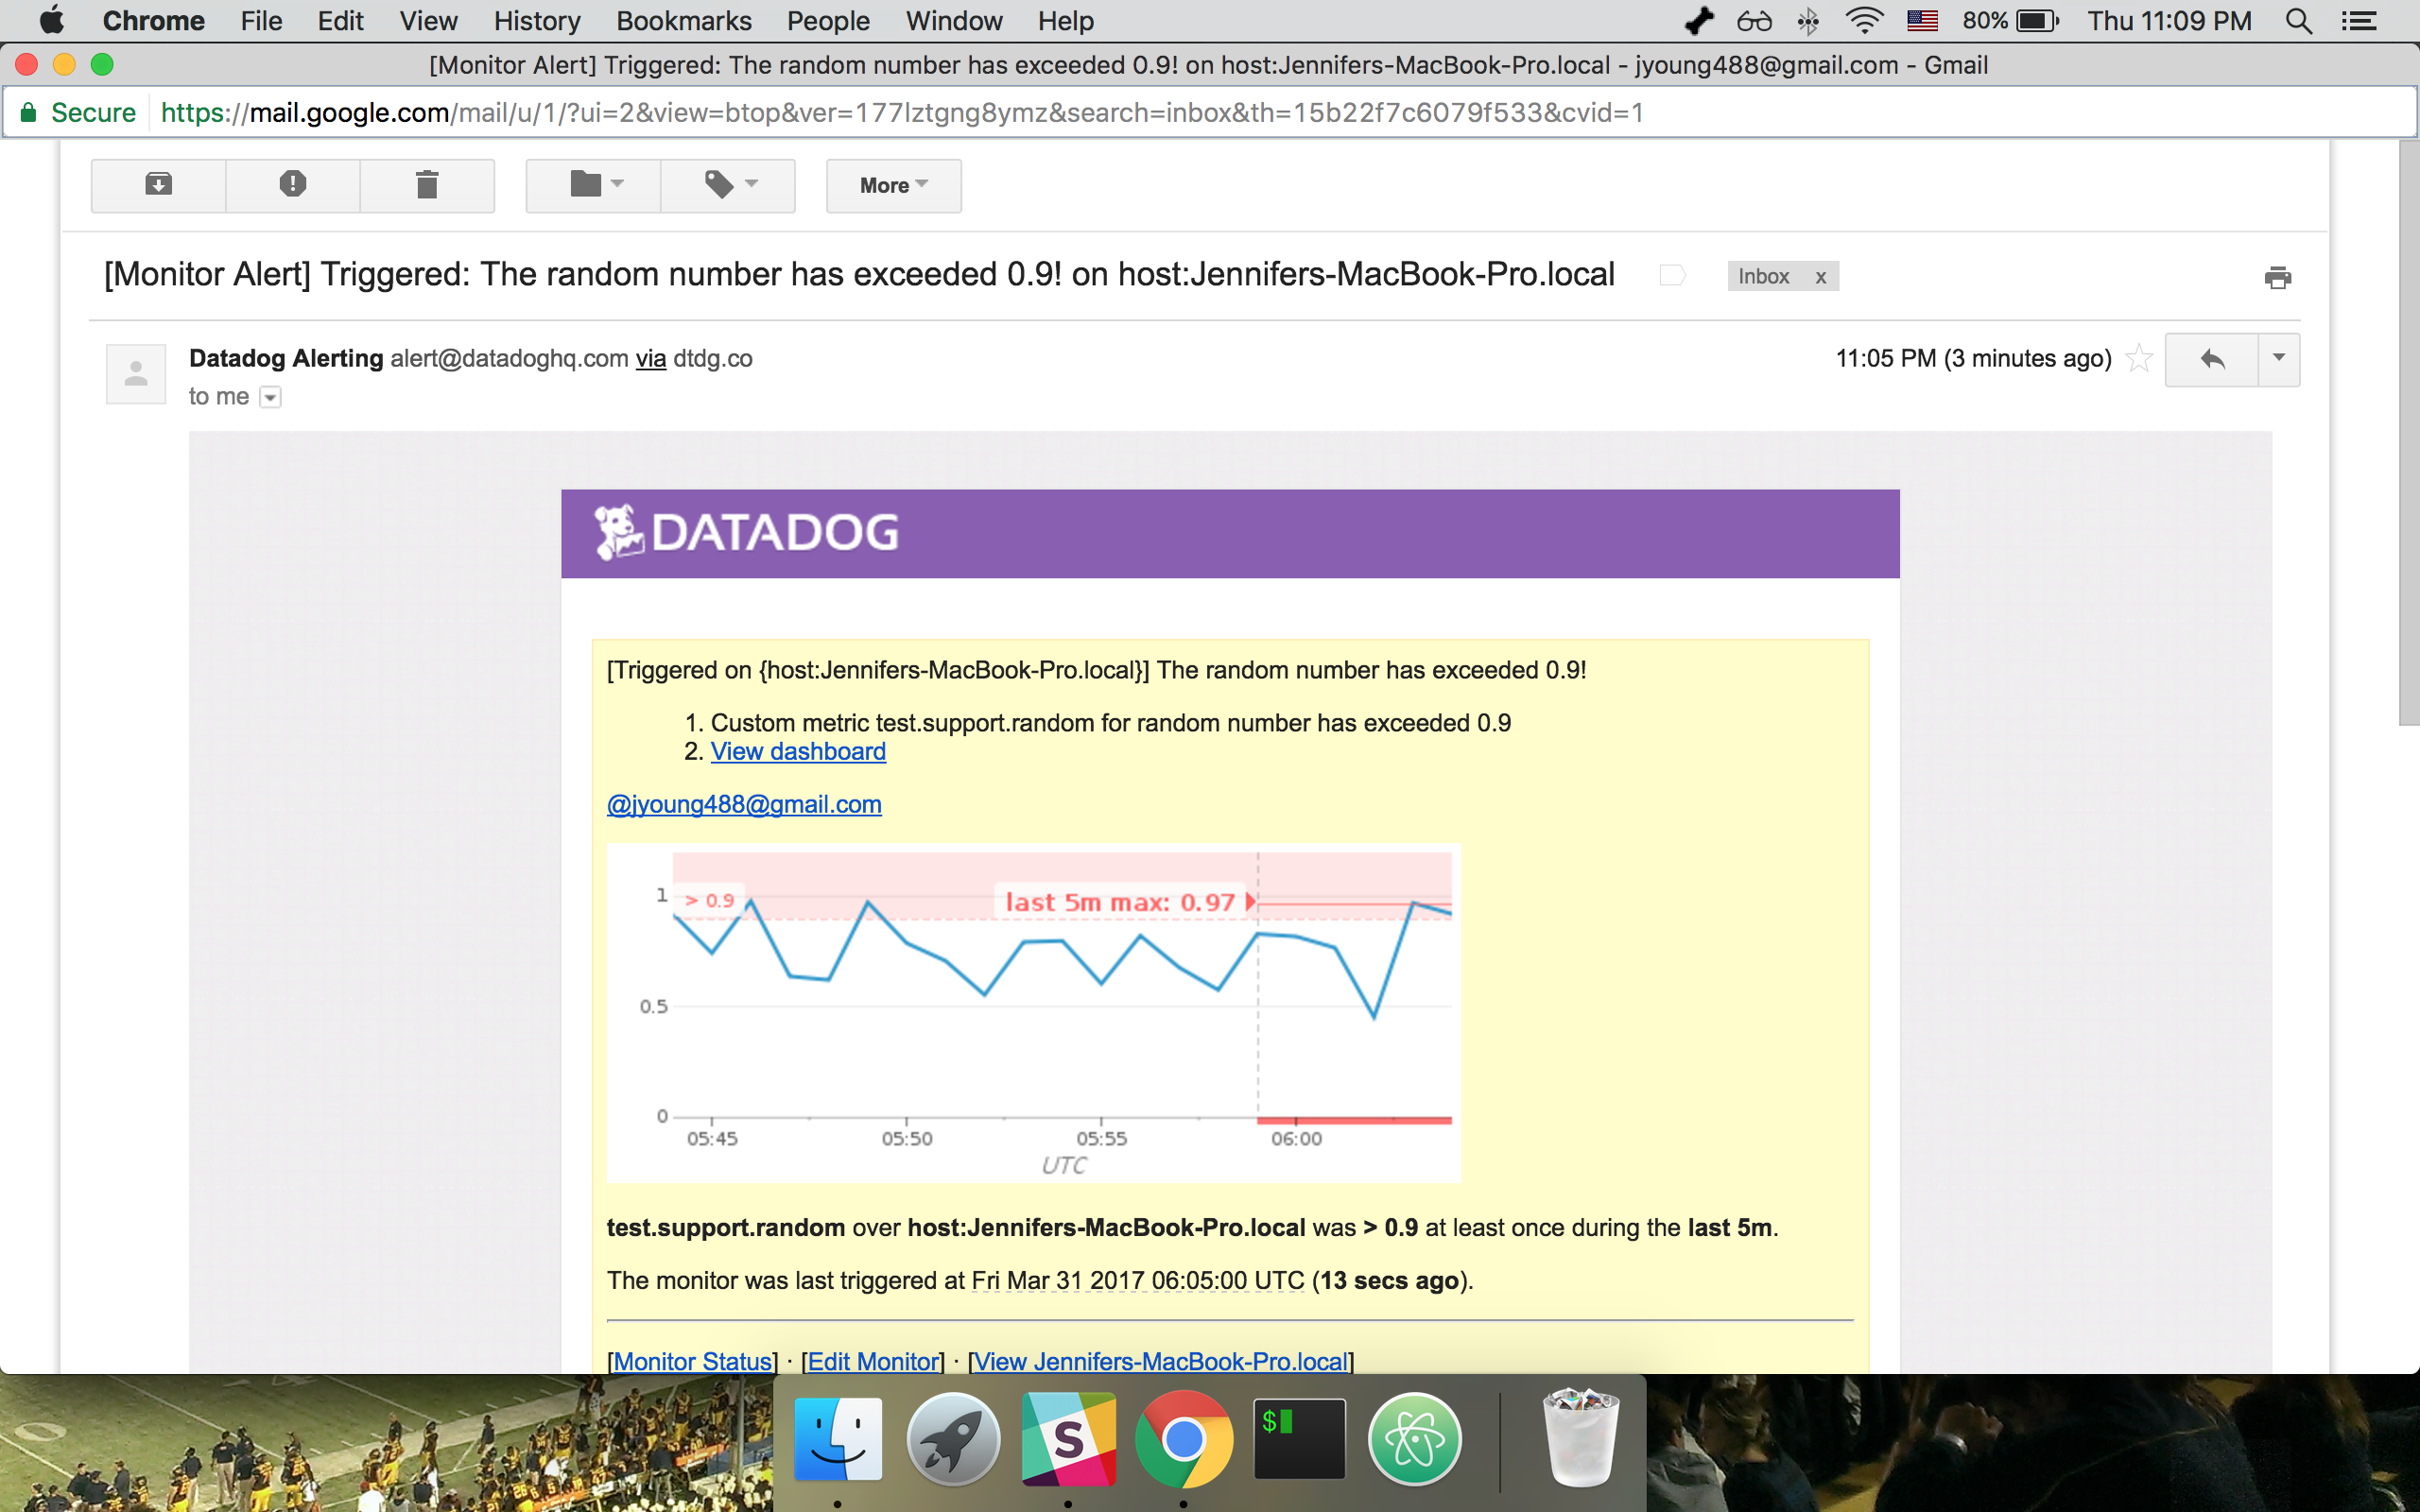 Chrome File Edit View History Bookmarks People Window Help 80% Thu 11:09 PM
[Monitor Alert] Triggered: The random number has exceeded 0.9! on host:Jennifers-MacBook-Pro.local - jyoung488@gmail.com - Gmail
Secure https://mail.google.com/mail/u/1/?ui=2&view=btop&ver=177lztgng8ymz&search=inbox&th=15b22f7c6079f533&cvid=1
More
[Monitor Alert] Triggered: The random number has exceeded 0.9! on host:Jennifers-MacBook-Pro.local Inbox x
Datadog Alerting alert@datadoghq.com via dtdg.co 11:05 PM (3 minutes ago)
to me
DATADOG
[Triggered on {host:Jennifers-MacBook-Pro.local}] The random number has exceeded 0.9!
1. Custom metric test.support.random for random number has exceeded 0.9
2. View dashboard
@jyoung488@gmail.com
1 > 0.9 last 5m max: 0.97
0.5
0
05:45 05:50 05:55 06:00
UTC
test.support.random over host:Jennifers-MacBook-Pro.local was > 0.9 at least once during the last 5m.
The monitor was last triggered at Fri Mar 31 2017 06:05:00 UTC (13 secs ago).
[Monitor Status] · [Edit Monitor] · [View Jennifers-MacBook-Pro.local]
S $